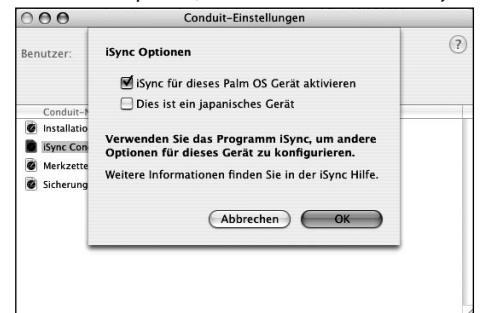 Conduit-Einstellungen
Benutzer:
?
iSync Optionen
iSync für dieses Palm OS Gerät aktivieren
Dies ist ein japanisches Gerät
Verwenden Sie das Programm iSync, um andere
Optionen für dieses Gerät zu konfigurieren.
Weitere Informationen finden Sie in der iSync Hilfe.
Abbrechen OK
Conduit-
Installatio
iSync Con
Merkzette
Sicherung